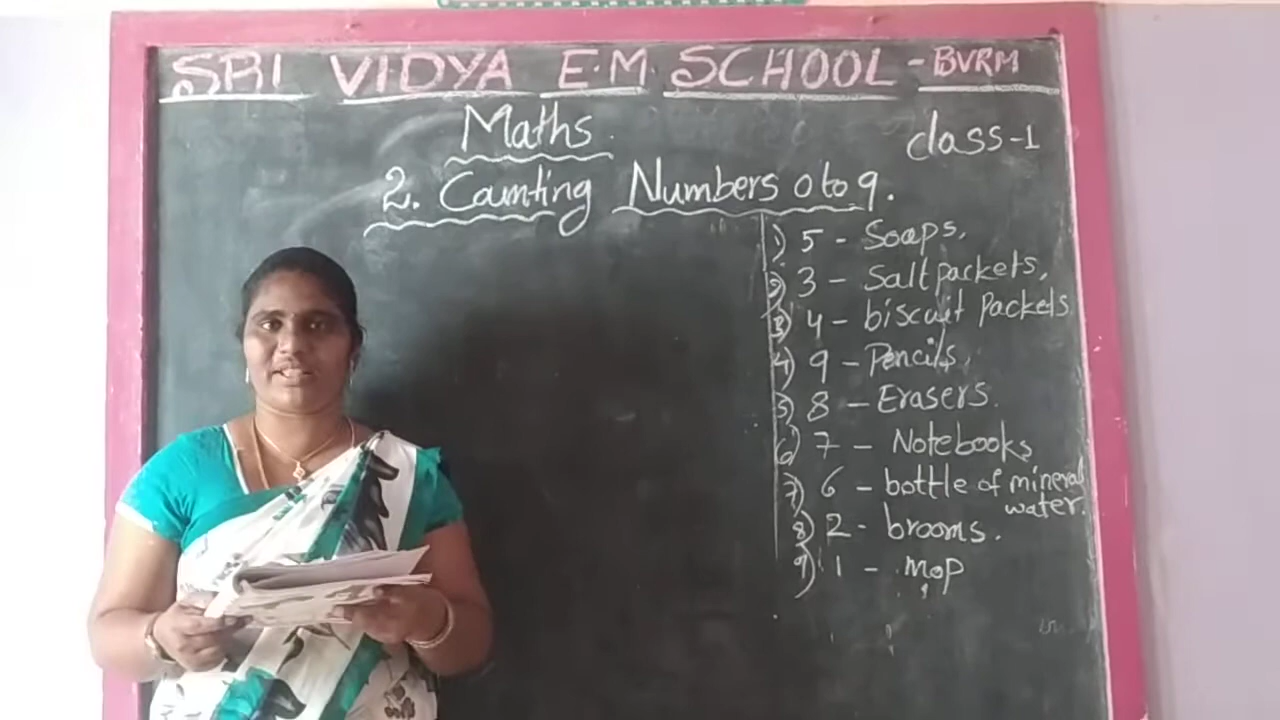 SRI VIDYA E.M. SCHOOL - BVRM
Maths.
class-1
2. Counting Numbers 0 to 9.
1) 5 - Soaps,
2) 3 - Salt packets,
3) 4 - biscuit Packets
4) 9 - Pencils,
5) 8 - Erasers.
6) 7 - Notebooks,
7) 6 - bottle of mineral
water.
8) 2 - brooms.
9) 1 - mop